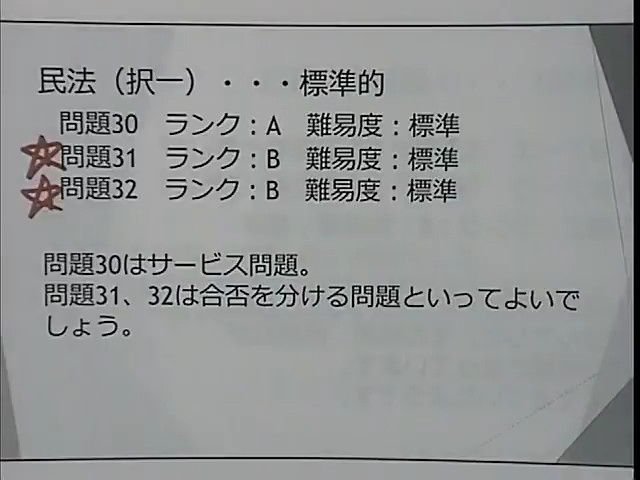 民法（択一）・・・標準的
問題30　ランク：A　難易度：標準
問題31　ランク：B　難易度：標準
問題32　ランク：B　難易度：標準
問題30はサービス問題。
問題31、32は合否を分ける問題といってよいで
しょう。